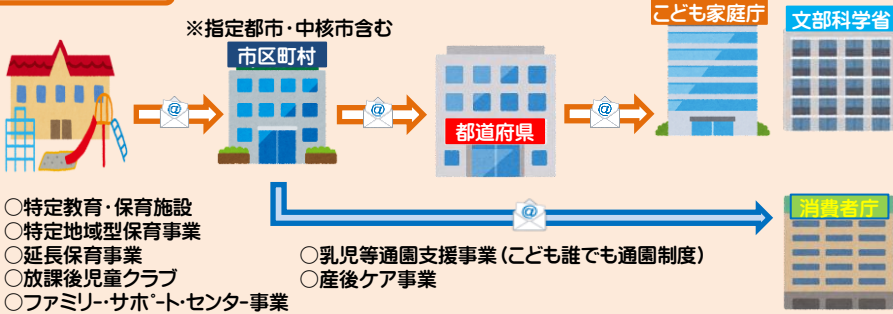 ※指定都市・中核市含む
市区町村
都道府県
こども家庭庁
文部科学省
消費者庁
○特定教育・保育施設
○特定地域型保育事業
○延長保育事業
○放課後児童クラブ
○ファミリー・サポート・センター事業
○乳児等通園支援事業(こども誰でも通園制度)
○産後ケア事業
@
@
@
@